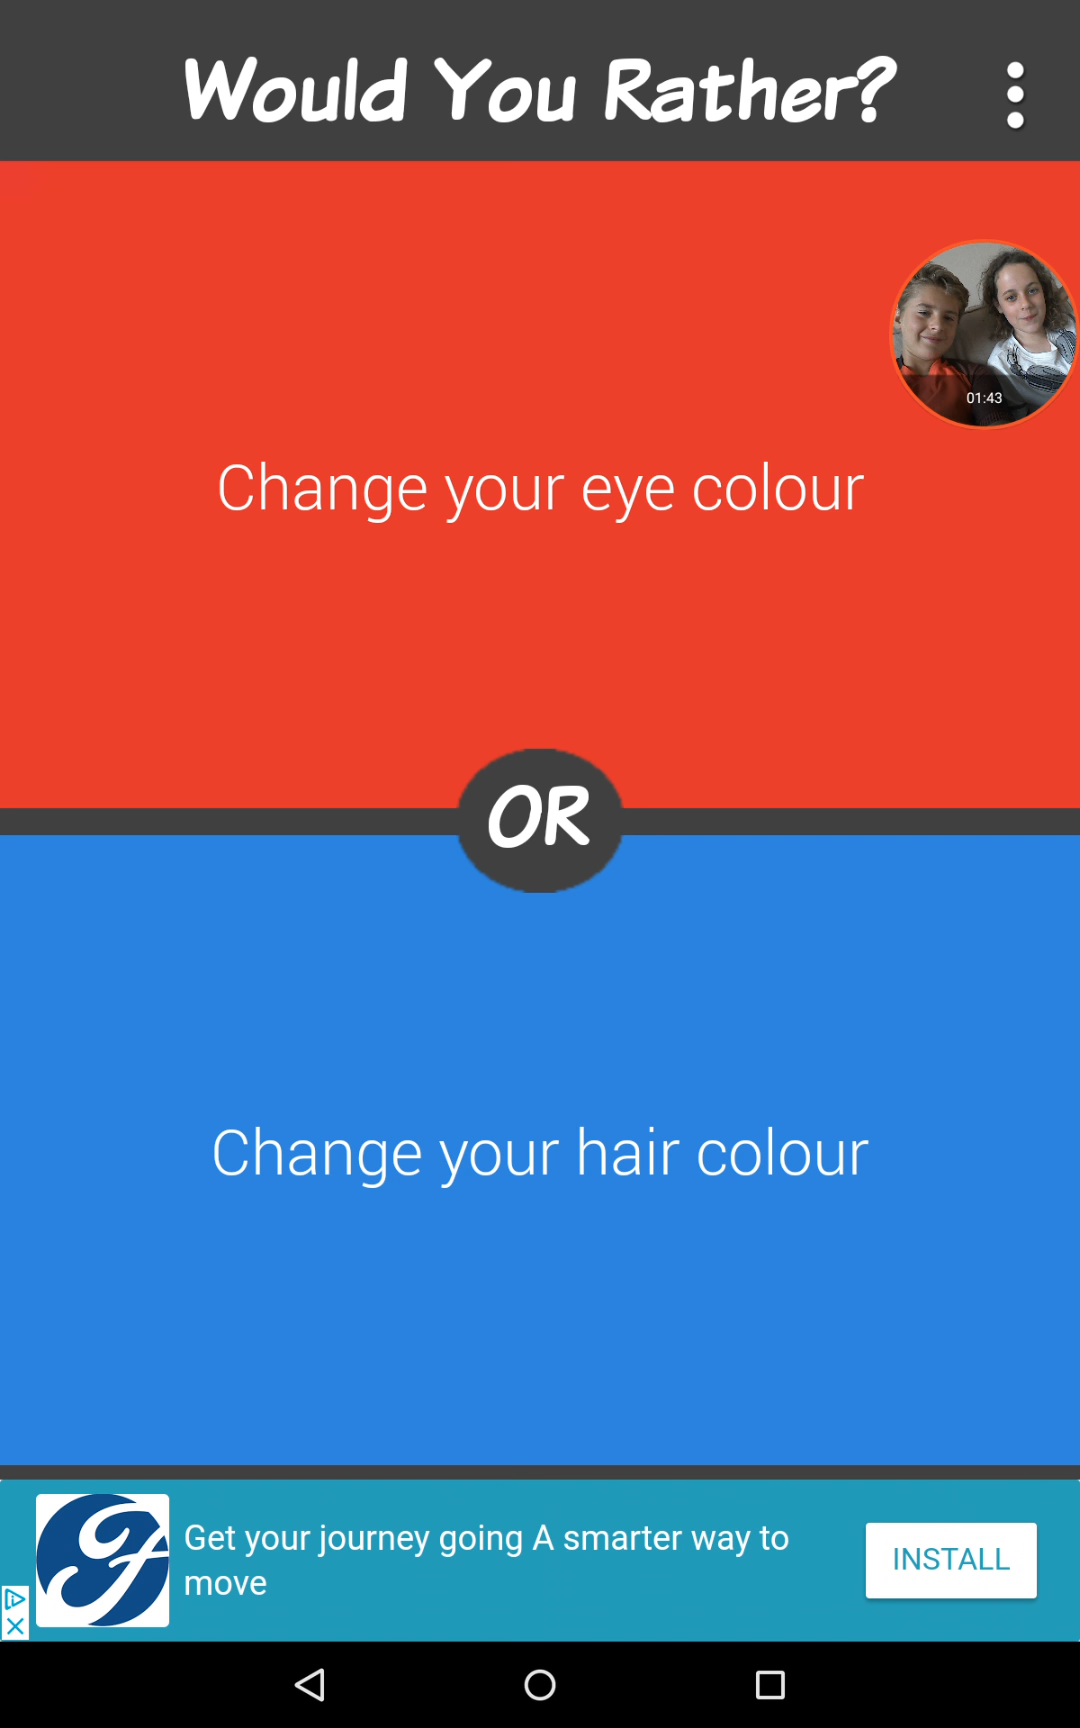 Would You Rather?
01:43
Change your eye colour
OR
Change your hair colour
Get your journey going A smarter way to
move
INSTALL